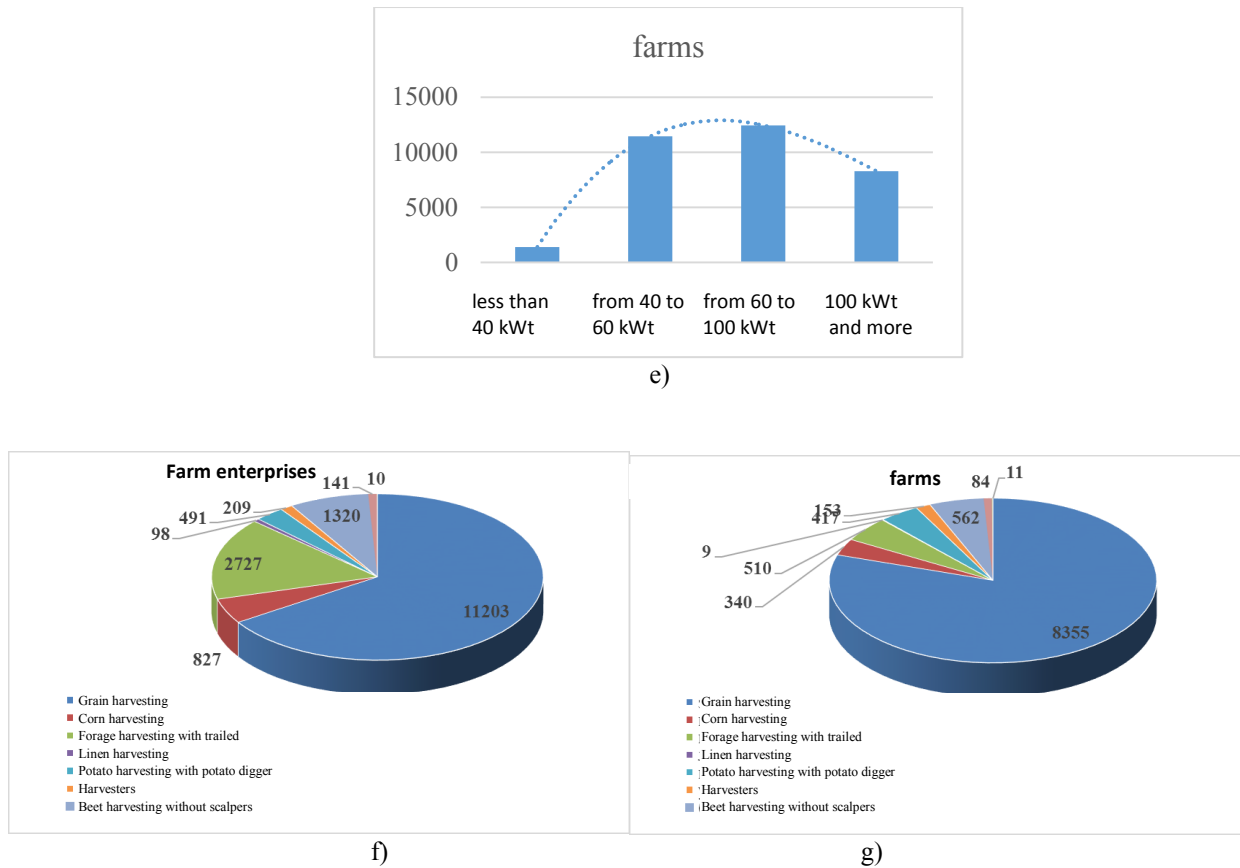 farms
15000
10000
5000
0
less than from 40 to from 60 to 100 kWt
40 kWt 60 kWt 100 kWt and more
e)
Farm enterprises
141 10
209
491
98
1320
2727
11203
827
Grain harvesting
Corn harvesting
Forage harvesting with trailed
Linen harvesting
Potato harvesting with potato digger
Harvesters
Beet harvesting without scalpers
f)
farms
84 11
153
417
9
562
510
340
8355
Grain harvesting
Corn harvesting
Forage harvesting with trailed
Linen harvesting
Potato harvesting with potato digger
Harvesters
Beet harvesting without scalpers
g)